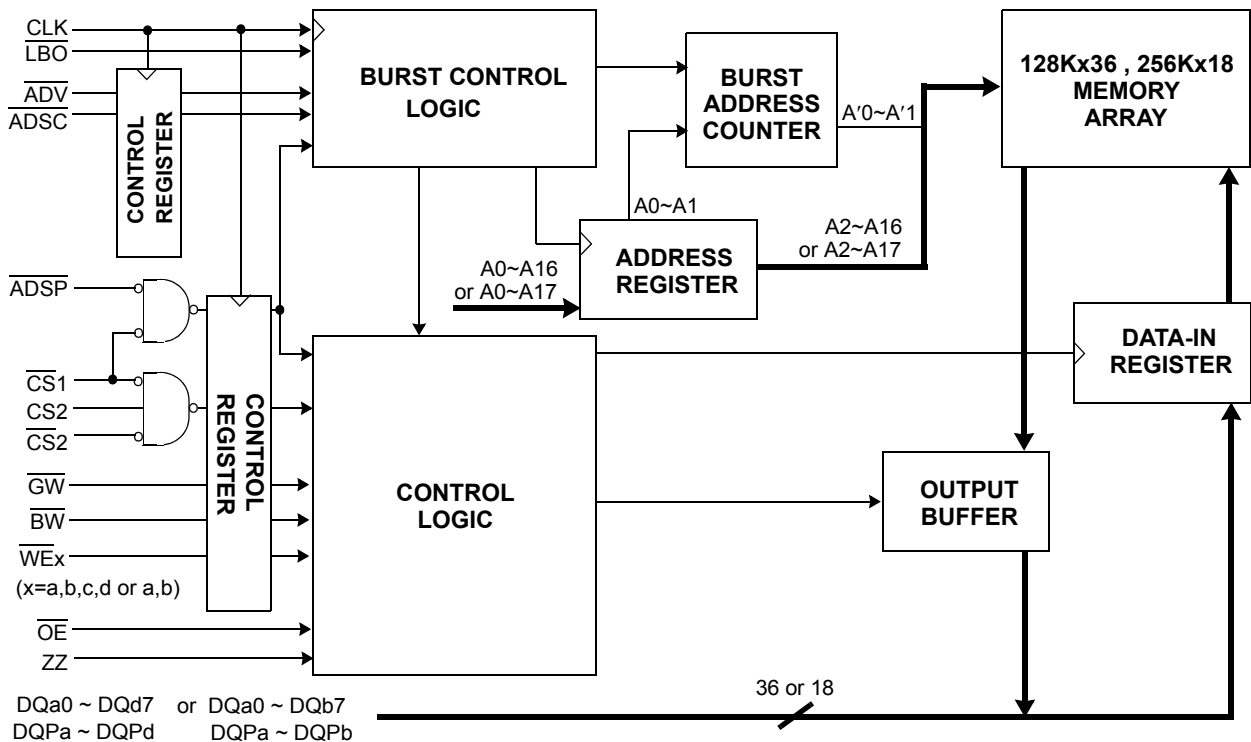 CLK
LBO
ADV
ADSC
CONTROL
REGISTER
BURST CONTROL
LOGIC
BURST
ADDRESS
COUNTER
A′0~A′1
128Kx36 , 256Kx18
MEMORY
ARRAY
A0~A1
ADDRESS
REGISTER
A2~A16
or A2~A17
A0~A16
or A0~A17
ADSP
CS1
CS2
CS2
GW
BW
WEx
(x=a,b,c,d or a,b)
OE
ZZ
CONTROL
REGISTER
CONTROL
LOGIC
DATA-IN
REGISTER
OUTPUT
BUFFER
36 or 18
DQa0 ~ DQd7 or DQa0 ~ DQb7
DQPa ~ DQPd DQPa ~ DQPb